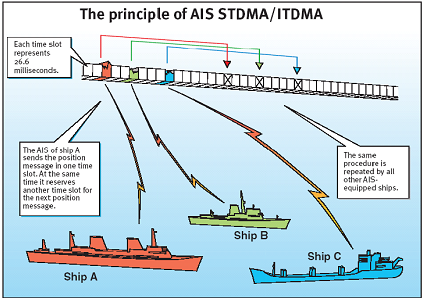 The principle of AIS STDMA/ITDMA
Each time slot
represents
26.6
milliseconds.
The AIS of ship A
sends the position
message in one time
slot. At the same
time it reserves
another time slot for
the next position
message.
The same
procedure is
repeated by all
other AIS-
equipped ships.
Ship B
Ship C
Ship A